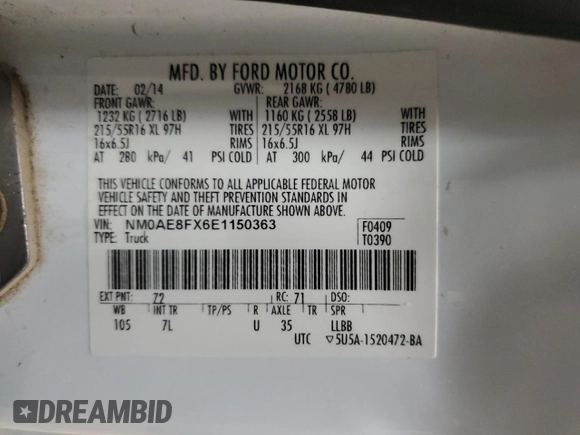 MFD. BY FORD MOTOR CO.
DATE: 02/14 GVWR: 2168 KG ( 4780 LB)
FRONT GAWR: REAR GAWR:
1232 KG ( 2716 LB) WITH 1160 KG ( 2558 LB) WITH
215/55R16 XL 97H TIRES 215/55R16 XL 97H TIRES
16x6.5J RIMS 16x6.5J RIMS
AT 280 kPa/ 41 PSI COLD AT 300 kPa/ 44 PSI COLD
THIS VEHICLE CONFORMS TO ALL APPLICABLE FEDERAL MOTOR
VEHICLE SAFETY AND THEFT PREVENTION STANDARDS IN
EFFECT ON THE DATE OF MANUFACTURE SHOWN ABOVE.
VIN: NM0AE8FX6E1150363 F0409
TYPE: Truck T0390
EXT PNT: Z2 RC: 71 DSO:
WB INT TR TP/PS R AXLE TR SPR
105 7L U 35 LLBB
UTC ▽5U5A-1520472-BA
DREAMBID